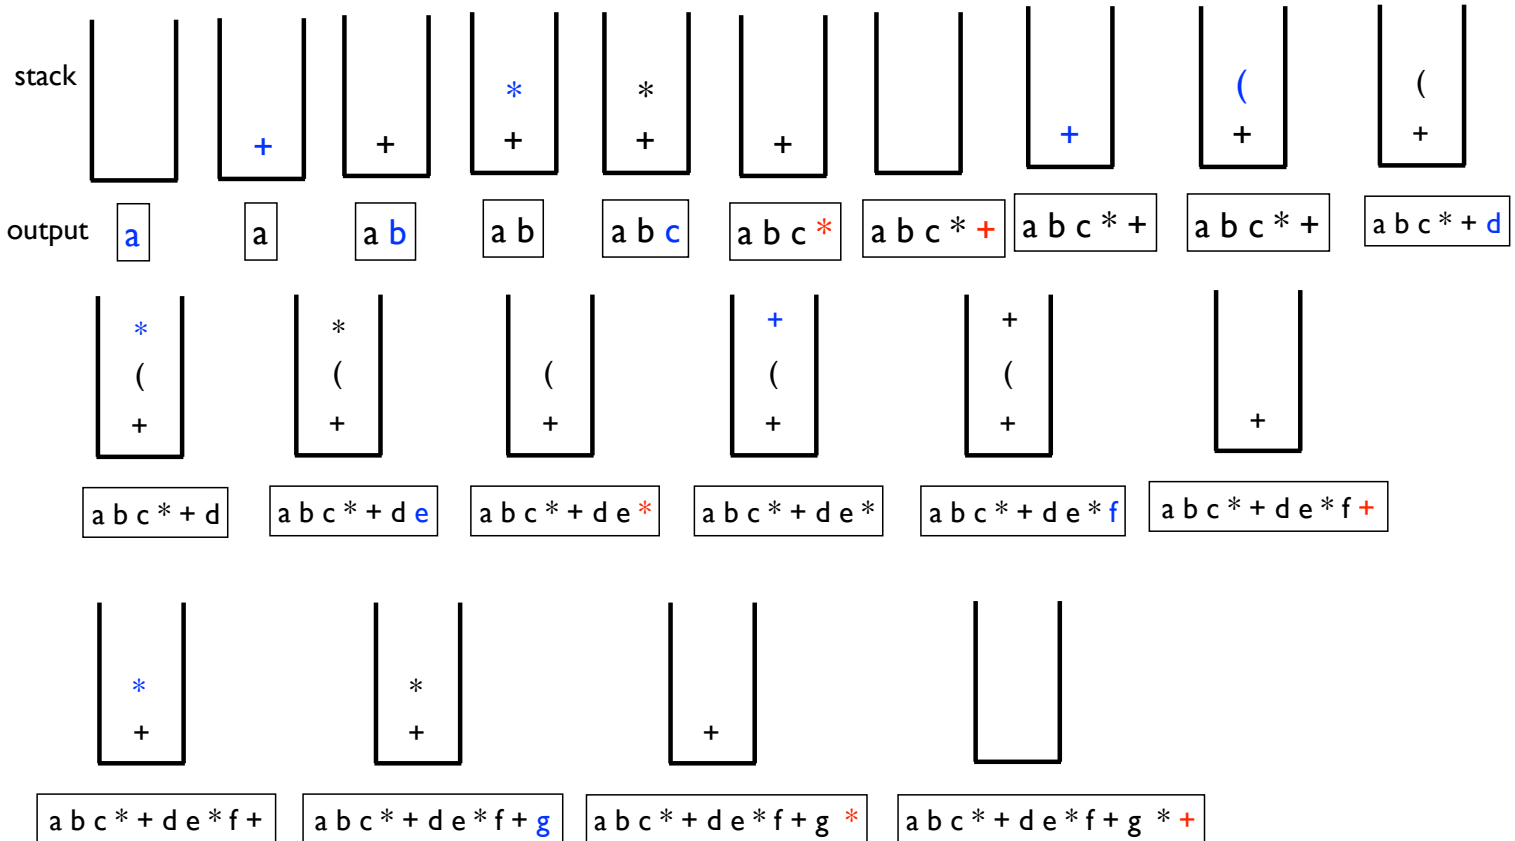 stack * * ( (
+ + + + + + + +
output a a a b a b a b c a b c * a b c * + a b c * + a b c * + a b c * + d
* * + +
( ( ( ( (
+ + + + + +
a b c * + d a b c * + d e a b c * + d e * a b c * + d e * a b c * + d e * f a b c * + d e * f +
* *
+ + +
a b c * + d e * f + a b c * + d e * f + g a b c * + d e * f + g * a b c * + d e * f + g * +